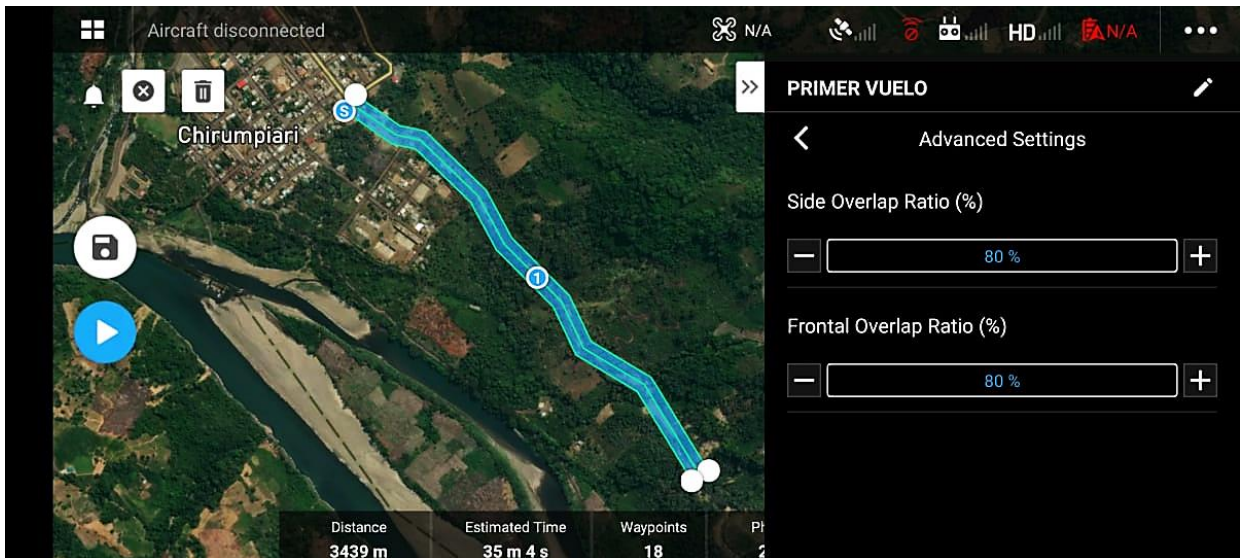 Aircraft disconnected
N/A
HD
N/A
PRIMER VUELO
Advanced Settings
Side Overlap Ratio (%)
80 %
Frontal Overlap Ratio (%)
80 %
Chirumpiari
S
1
Distance
Estimated Time
Waypoints
3439 m
35 m 4 s
18